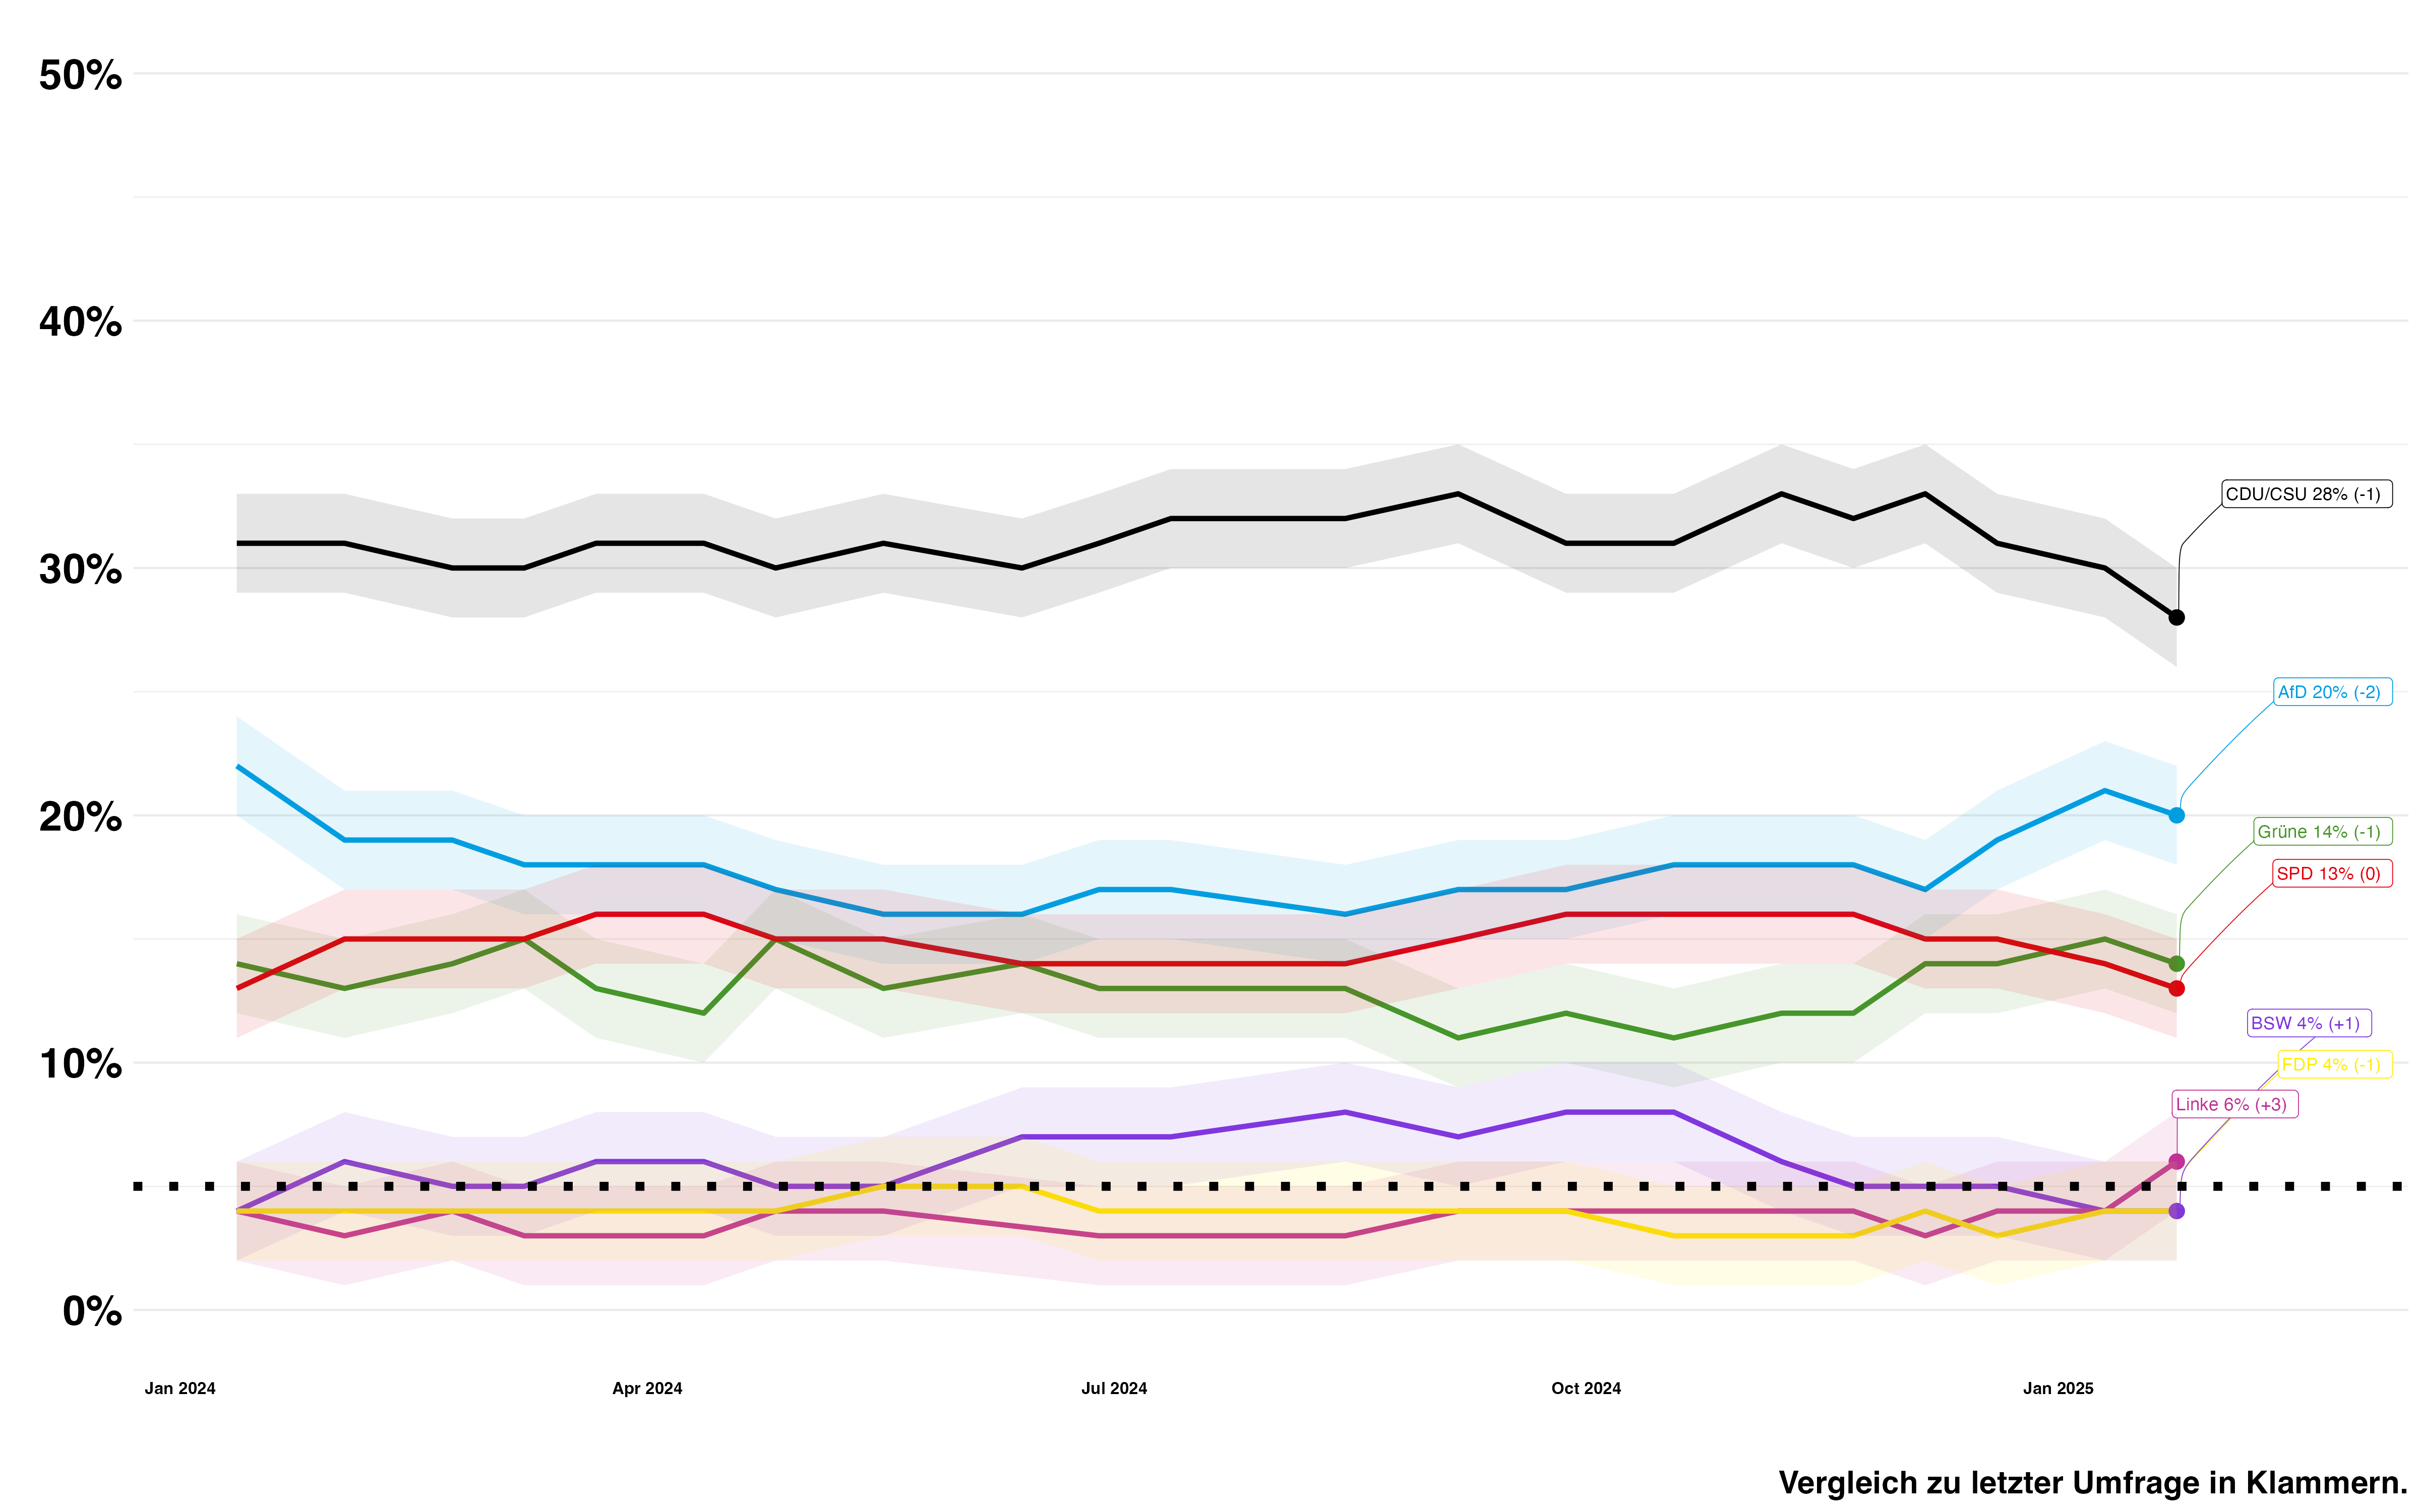 50%
40%
30%
20%
10%
0%
CDU/CSU 28% (-1)
AfD 20% (-2)
Grüne 14% (-1)
SPD 13% (0)
BSW 4% (+1)
FDP 4% (-1)
Linke 6% (+3)
Jan 2024
Apr 2024
Jul 2024
Oct 2024
Jan 2025
Vergleich zu letzter Umfrage in Klammern.